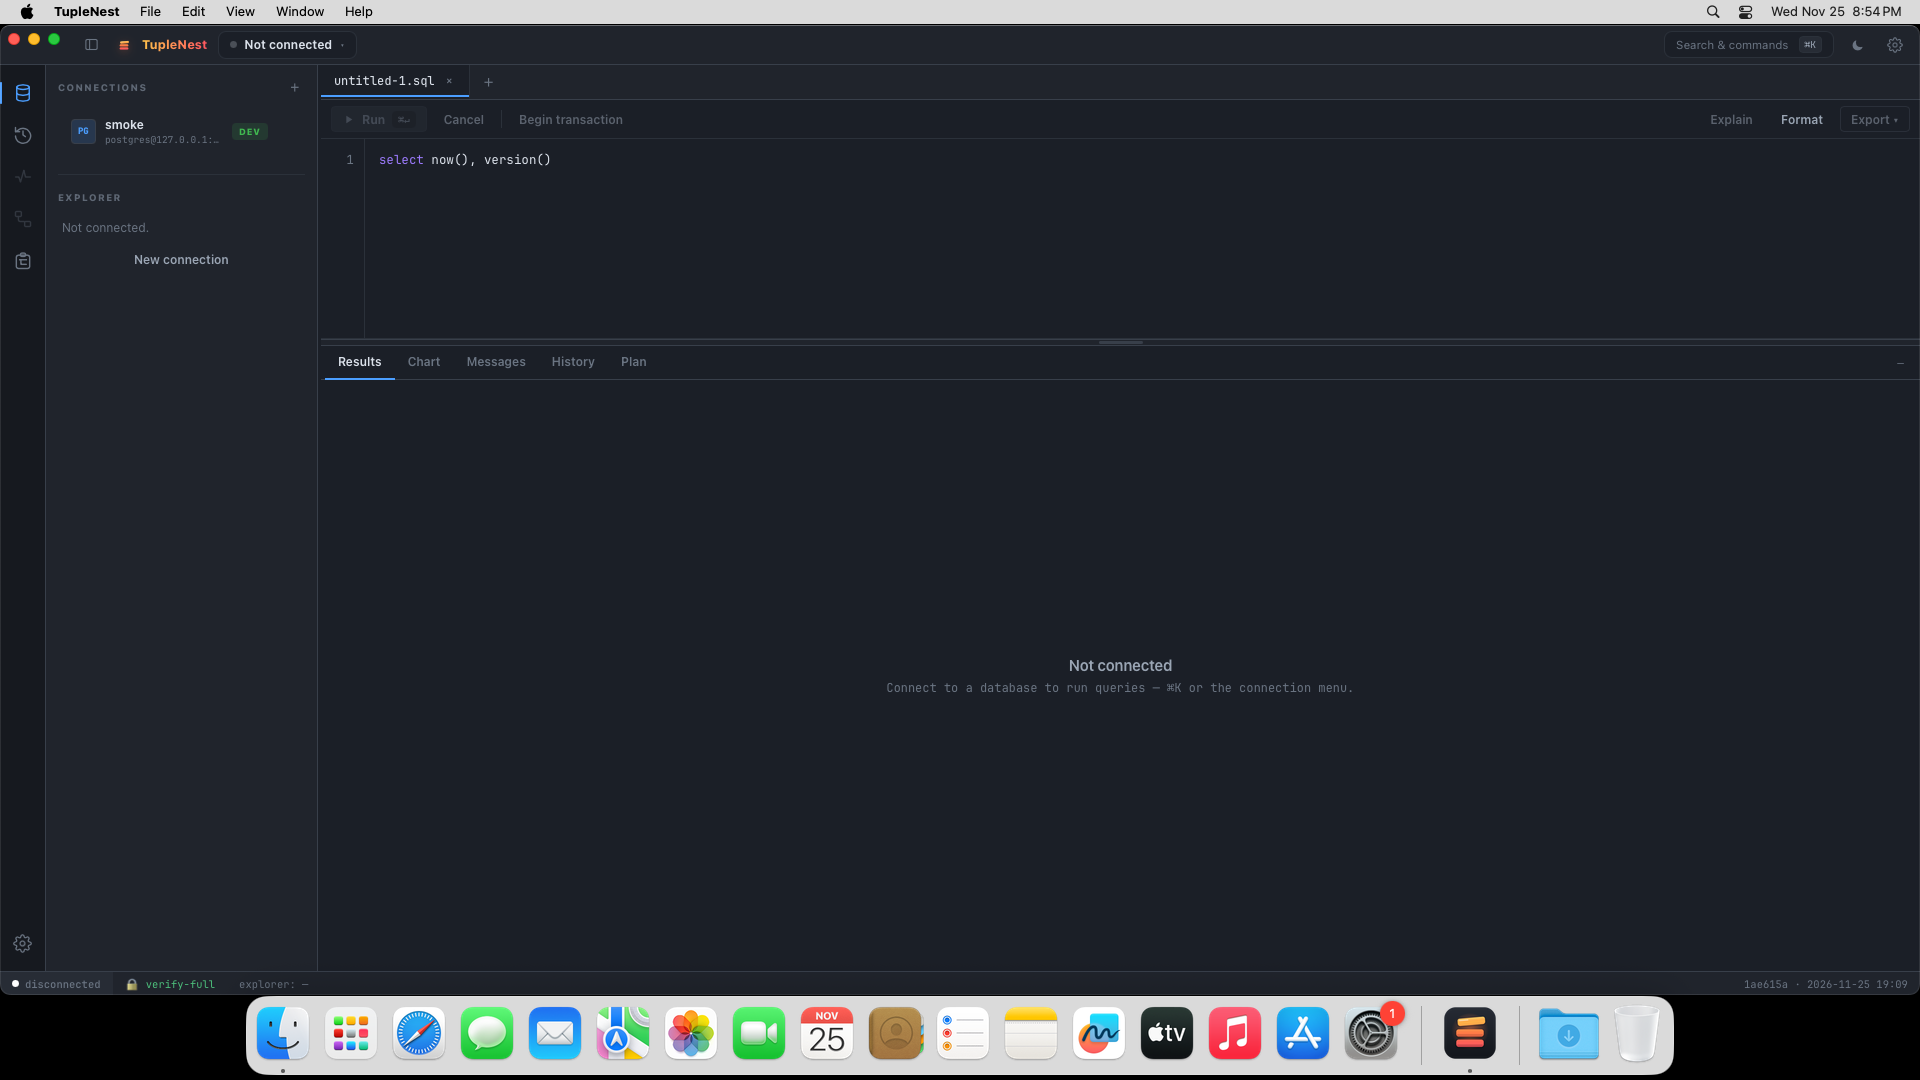 TupleNest File Edit View Window Help Wed Nov 25 8:54 PM
TupleNest Not connected Search & commands ⌘K
CONNECTIONS +
untitled-1.sql × +
Run ⌘↵ Cancel Begin transaction Explain Format Export ▾
PG smoke DEV
postgres@127.0.0.1:…
1 select now(), version()
EXPLORER
Not connected.
New connection
Results Chart Messages History Plan –
Not connected
Connect to a database to run queries — ⌘K or the connection menu.
disconnected verify-full explorer: — 1ae615a · 2026-11-25 19:09
NOV
25
tv
1